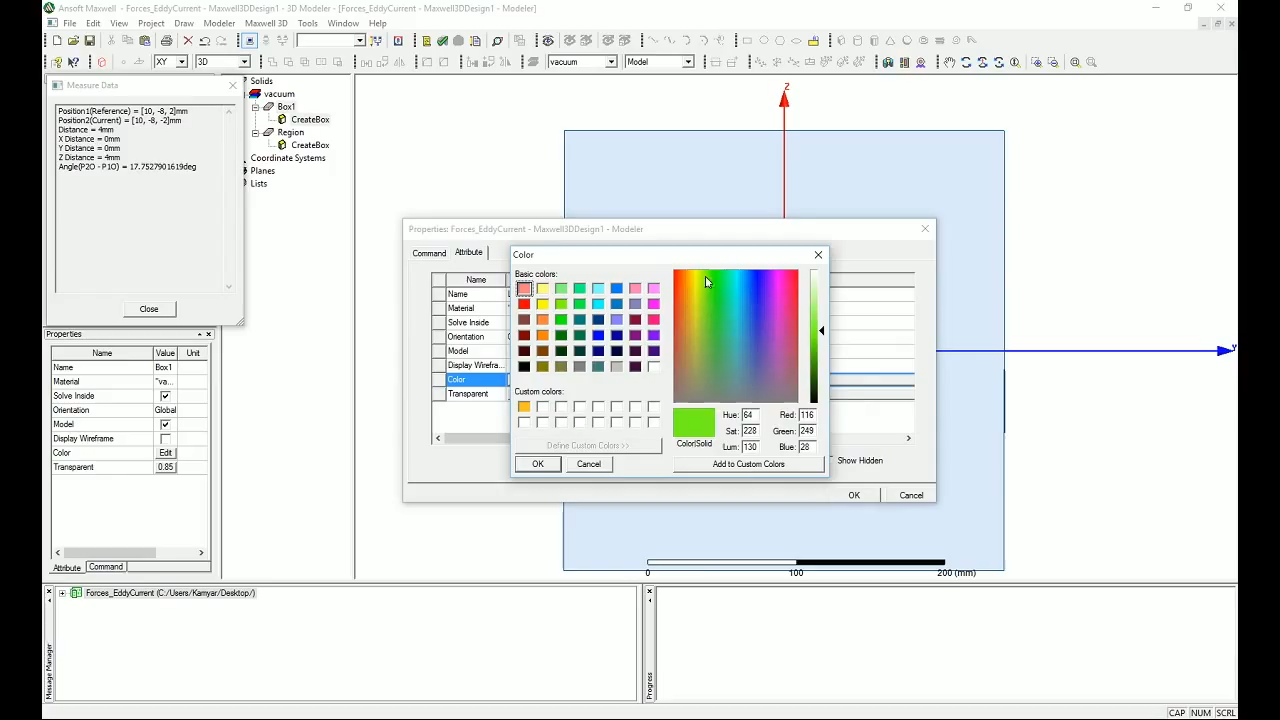 Ansoft Maxwell - Forces_EddyCurrent - Maxwell3DDesign1 - 3D Modeler - [Forces_EddyCurrent - Maxwell3DDesign1 - Modeler]
File Edit View Project Draw Modeler Maxwell 3D Tools Window Help
XY 3D vacuum Model
Measure Data
Position1(Reference) = [10, -8, 2]mm
Position2(Current) = [10, -8, -2]mm
Distance = 4mm
X Distance = 0mm
Y Distance = 0mm
Z Distance = 4mm
Angle(P2O - P1O) = 17.7527901619deg
Close
Solids
vacuum
Box1
CreateBox
Region
CreateBox
Coordinate Systems
Planes
Lists
Properties
Name Value Unit
Name Box1
Material "va...
Solve Inside
Orientation Global
Model
Display Wireframe
Color Edit
Transparent 0.85
Attribute Command
Z
Y
0 100 200 (mm)
Properties: Forces_EddyCurrent - Maxwell3DDesign1 - Modeler
Command Attribute
Name
Name
Material
Solve Inside
Orientation
Model
Display Wirefra...
Color
Transparent
Show Hidden
OK Cancel
Color
Basic colors:
Custom colors:
Define Custom Colors >>
OK Cancel
Color|Solid
Hue: 64 Red: 116
Sat: 228 Green: 249
Lum: 130 Blue: 28
Add to Custom Colors
Message Manager
Forces_EddyCurrent (C:/Users/Kamyar/Desktop/)
Progress
CAP NUM SCRL